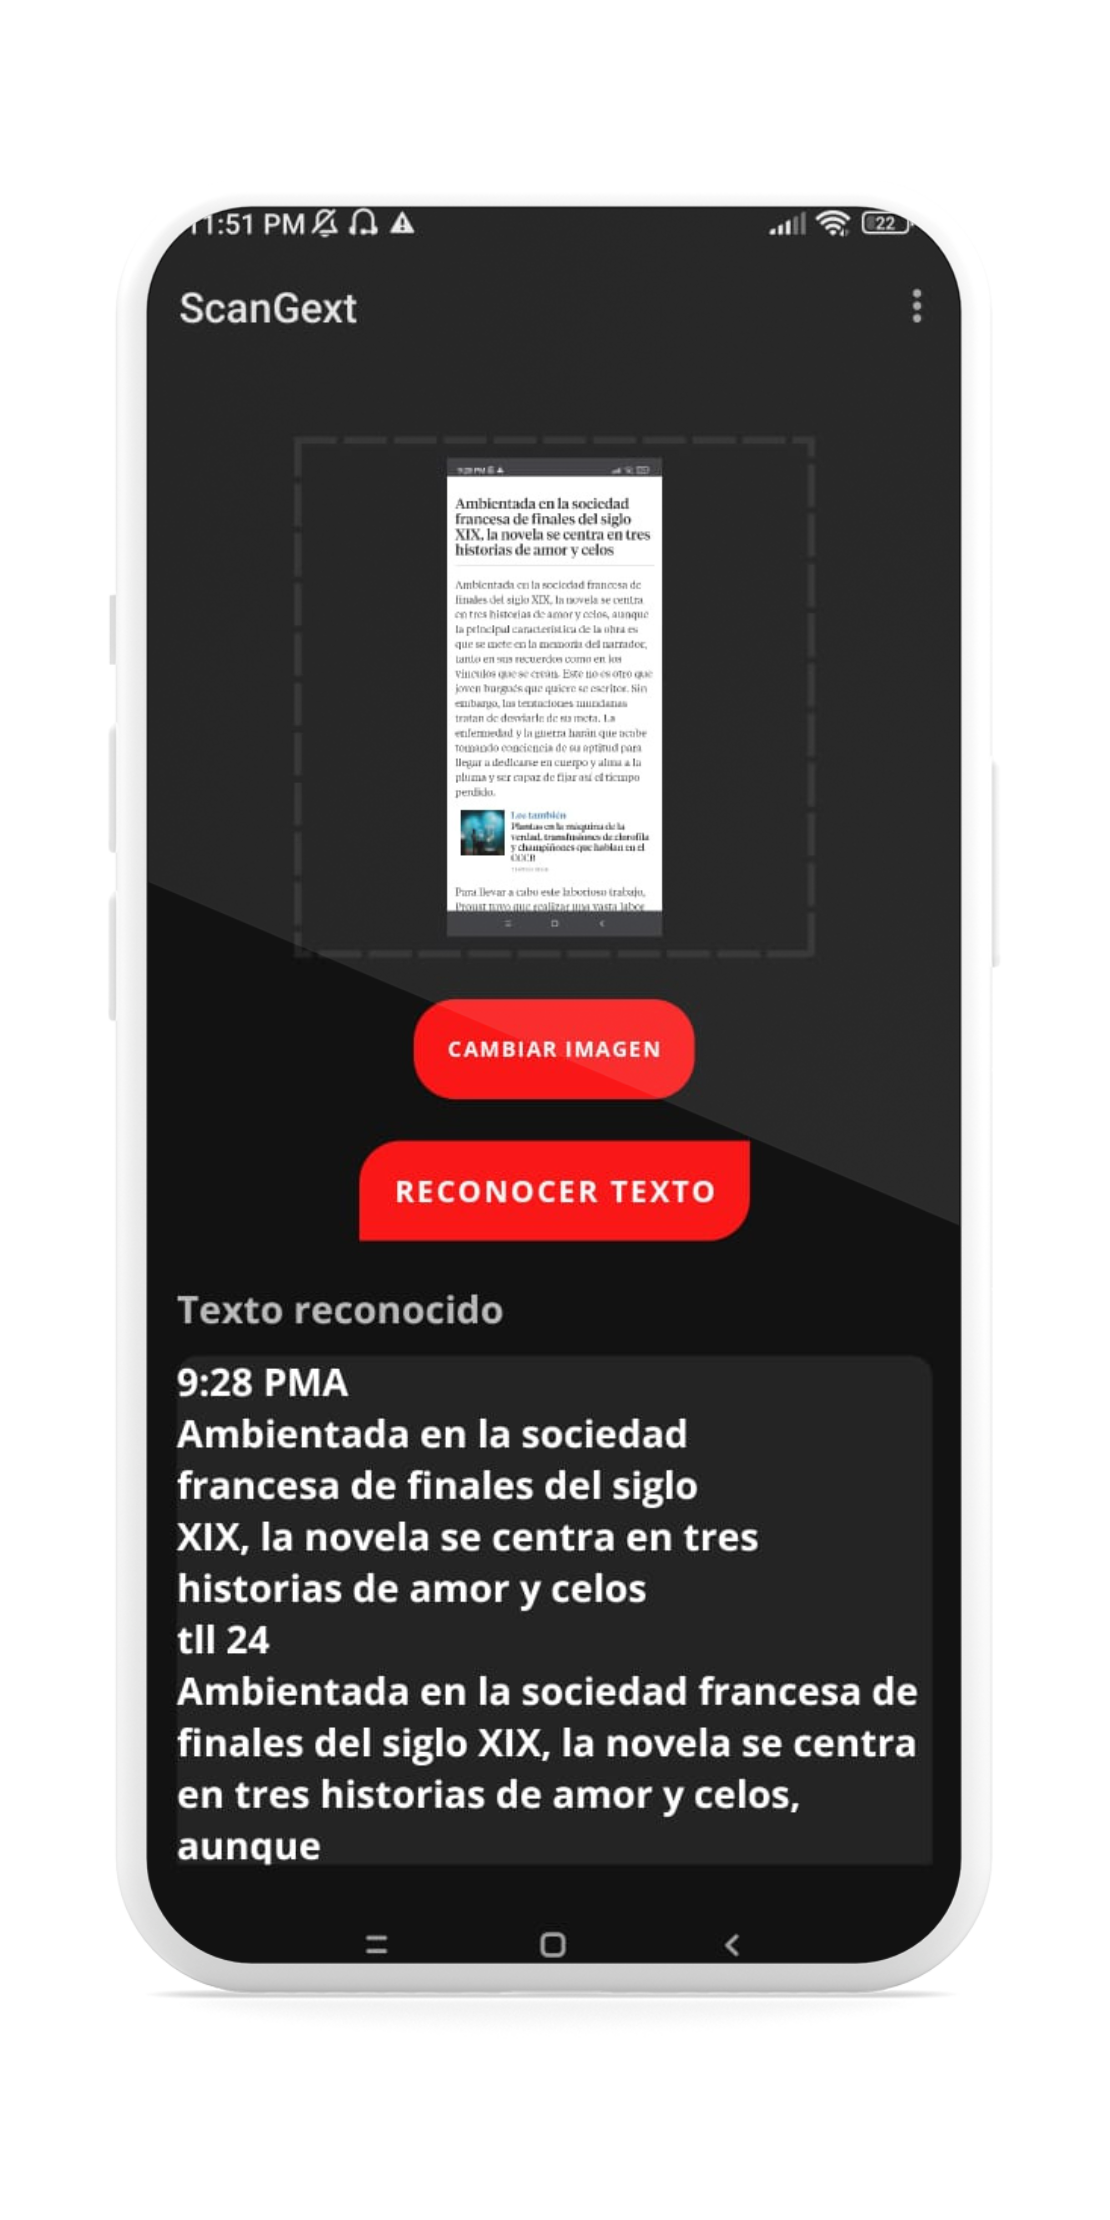 11:51 PM
22
ScanGext
9:28 PM
Ambientada en la sociedad
francesa de finales del siglo
XIX, la novela se centra en tres
historias de amor y celos
Ambientada en la sociedad francesa de
finales del siglo XIX, la novela se centra
en tres historias de amor y celos, aunque
la principal característica de la obra es
que se mete en la memoria del narrador,
tanto en sus recuerdos como en los
vínculos que se crean. Este no es otro que
joven burgués que quiere se escritor. Sin
embargo, las tentaciones mundanas
tratan de desviarle de su meta. La
enfermedad y la guerra harán que acabe
tomando conciencia de su aptitud para
llegar a dedicarse en cuerpo y alma a la
pluma y ser capaz de fijar así el tiempo
perdido.
Lee también
Plantas en la máquina de la
verdad, transfusiones de clorofila
y champiñones que hablan en el
CCCB
Para llevar a cabo este laborioso trabajo,
Proust tuvo que realizar una vasta labor
CAMBIAR IMAGEN
RECONOCER TEXTO
Texto reconocido
9:28 PMA
Ambientada en la sociedad
francesa de finales del siglo
XIX, la novela se centra en tres
historias de amor y celos
tll 24
Ambientada en la sociedad francesa de
finales del siglo XIX, la novela se centra
en tres historias de amor y celos,
aunque